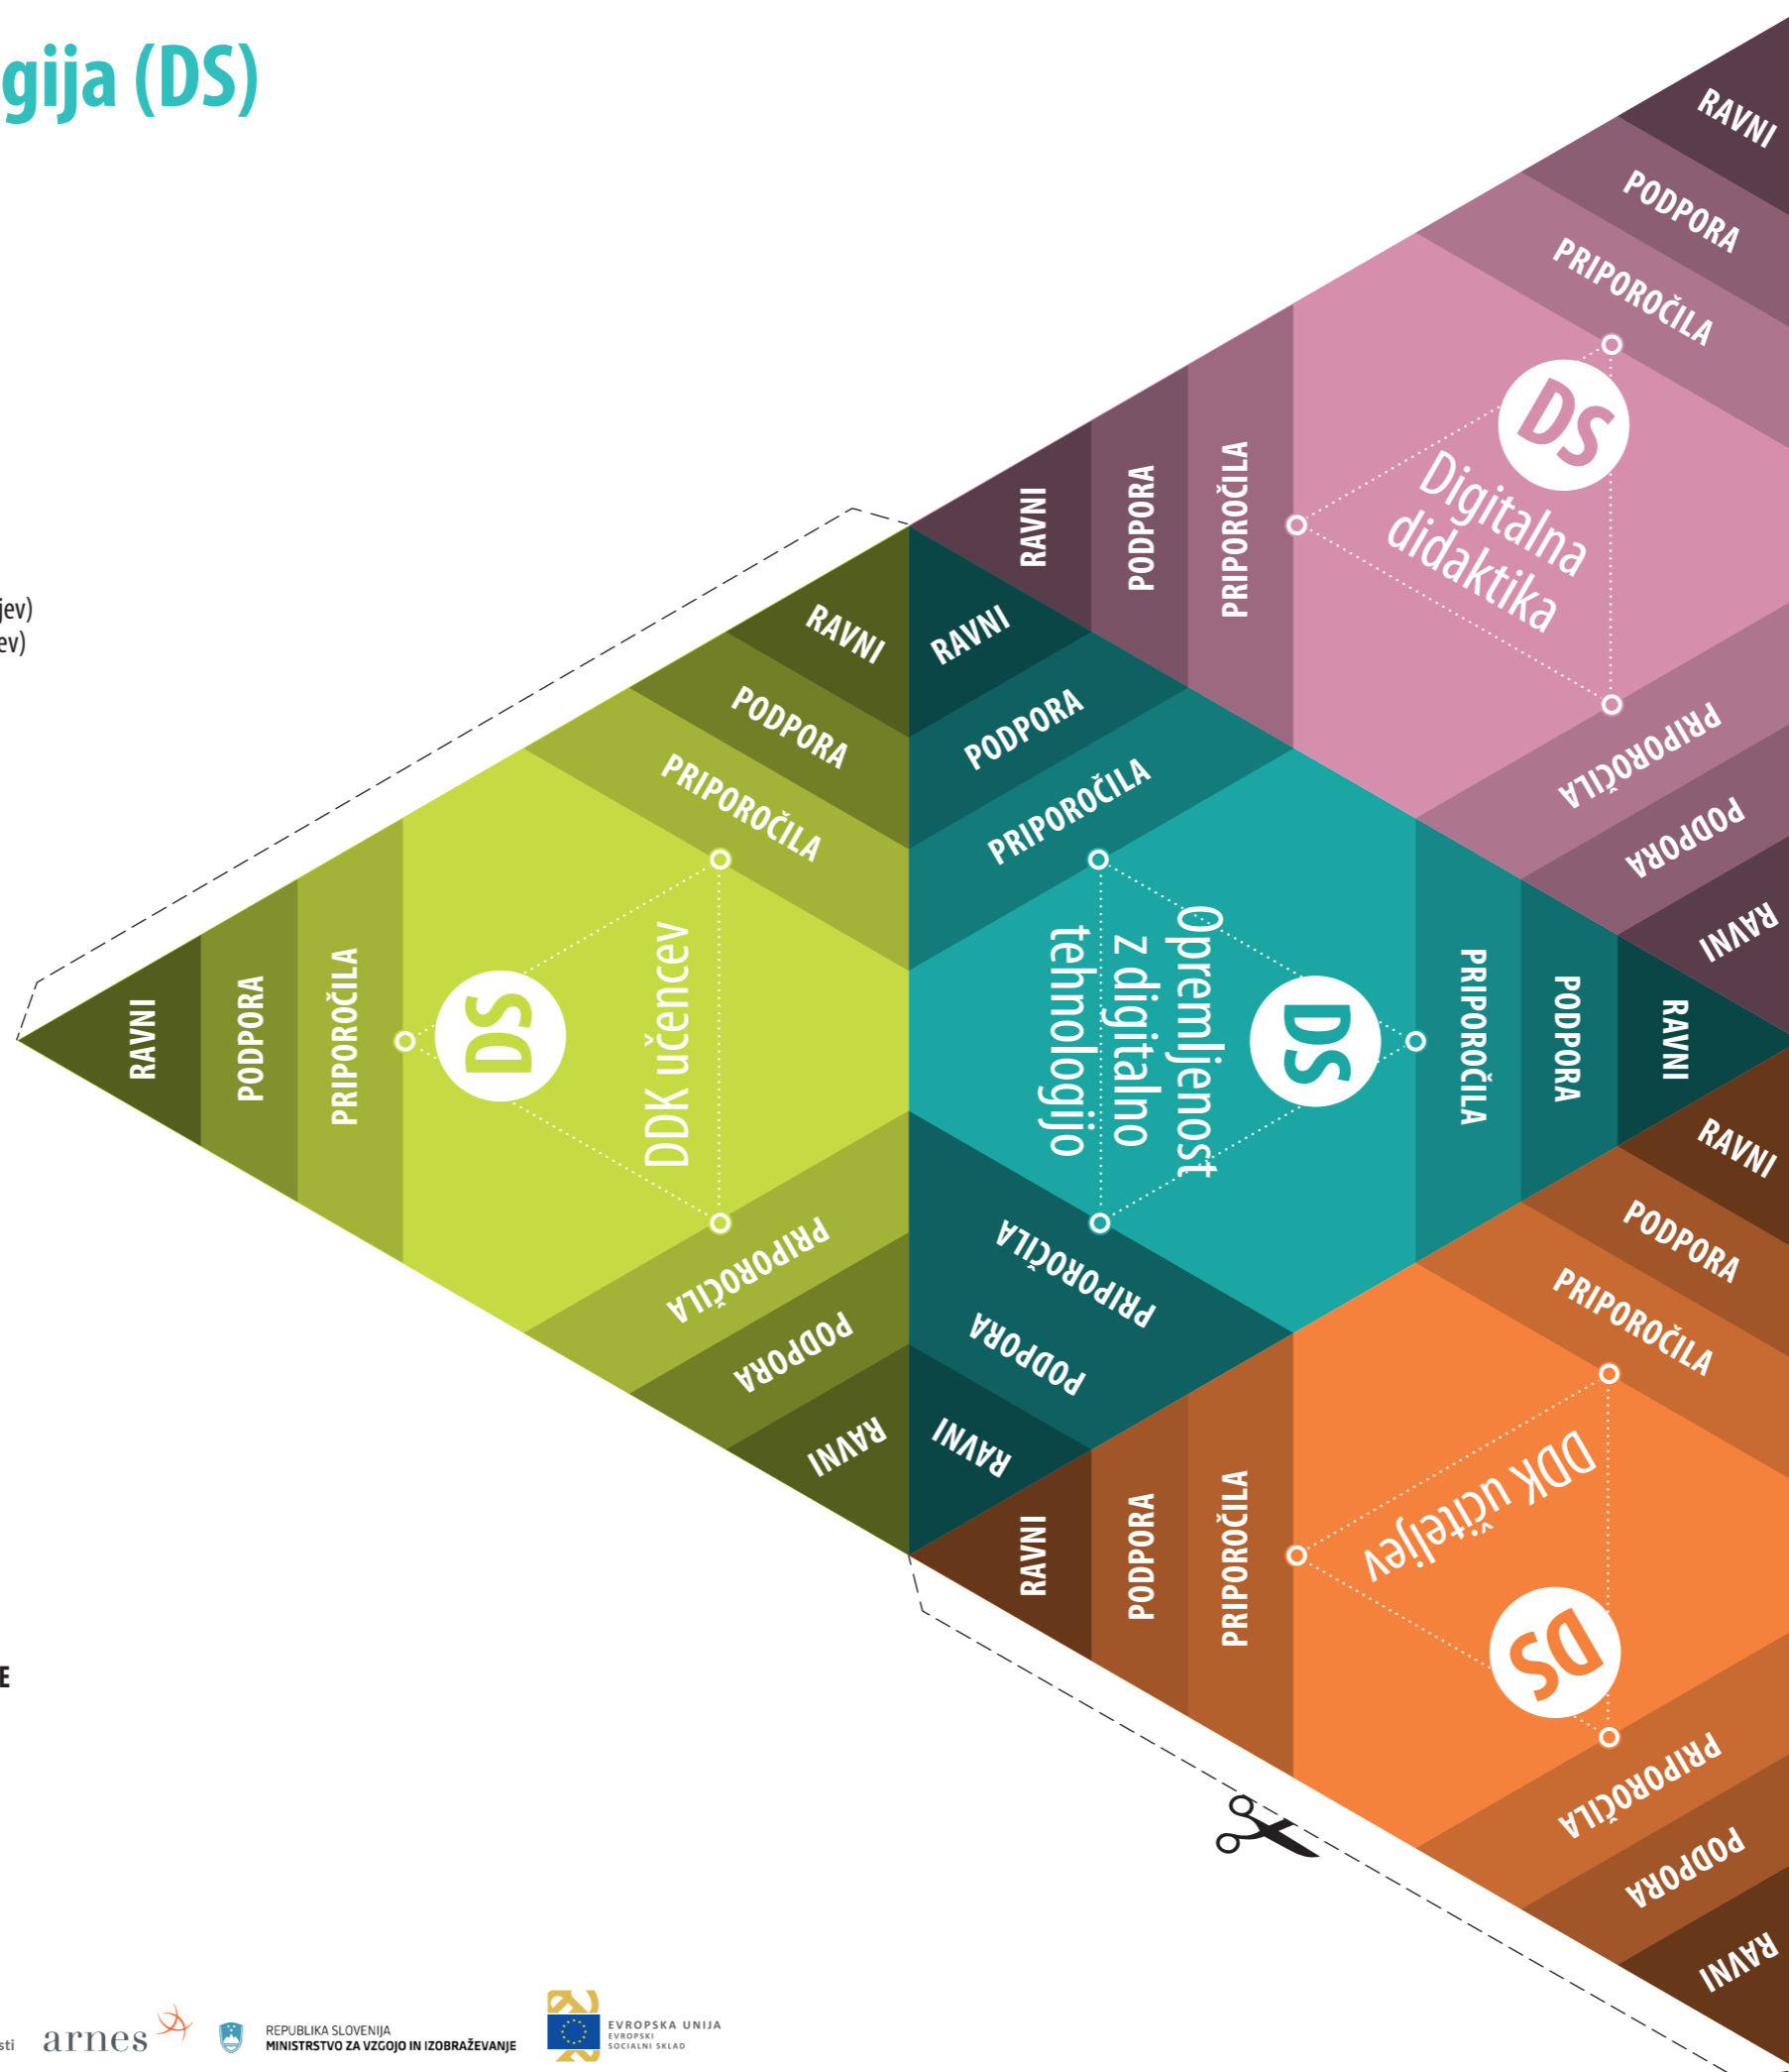 gija (DS)
jev)
ev)
E
RAVNI
PODPORA
PRIPOROČILA
DS
Digitalna
didaktika
RAVNI
PODPORA
PRIPOROČILA
PRIPOROČILA
PODPORA
RAVNI
RAVNI
PODPORA
PRIPOROČILA
RAVNI
PODPORA
PRIPOROČILA
DS
DDK učencev
PRIPOROČILA
PODPORA
RAVNI
RAVNI
PODPORA
PRIPOROČILA
Opremljenost
z digitalno
tehnologijo
DS
PRIPOROČILA
PODPORA
RAVNI
PRIPOROČILA
PODPORA
RAVNI
RAVNI
PODPORA
PRIPOROČILA
DDK učiteljev
DS
RAVNI
PODPORA
PRIPOROČILA
PRIPOROČILA
PODPORA
RAVNI
sti
arnes
REPUBLIKA SLOVENIJA
MINISTRSTVO ZA VZGOJO IN IZOBRAŽEVANJE
EVROPSKA UNIJA
EVROPSKI
SOCIALNI SKLAD